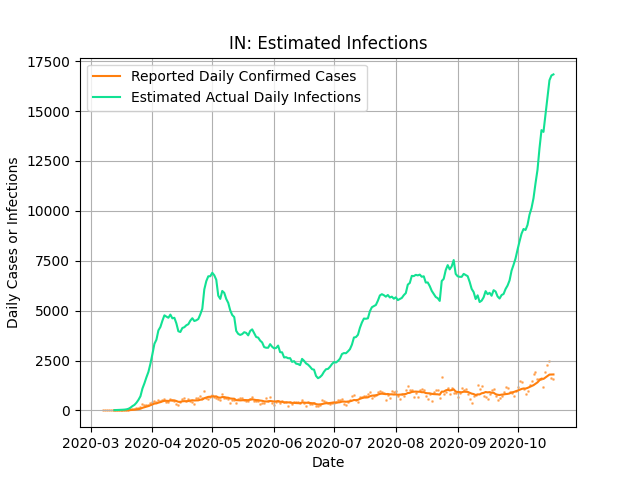 IN: Estimated Infections
17500
15000
12500
10000
7500
5000
2500
0
Daily Cases or Infections
Reported Daily Confirmed Cases
Estimated Actual Daily Infections
2020-03 2020-04 2020-05 2020-06 2020-07 2020-08 2020-09 2020-10
Date